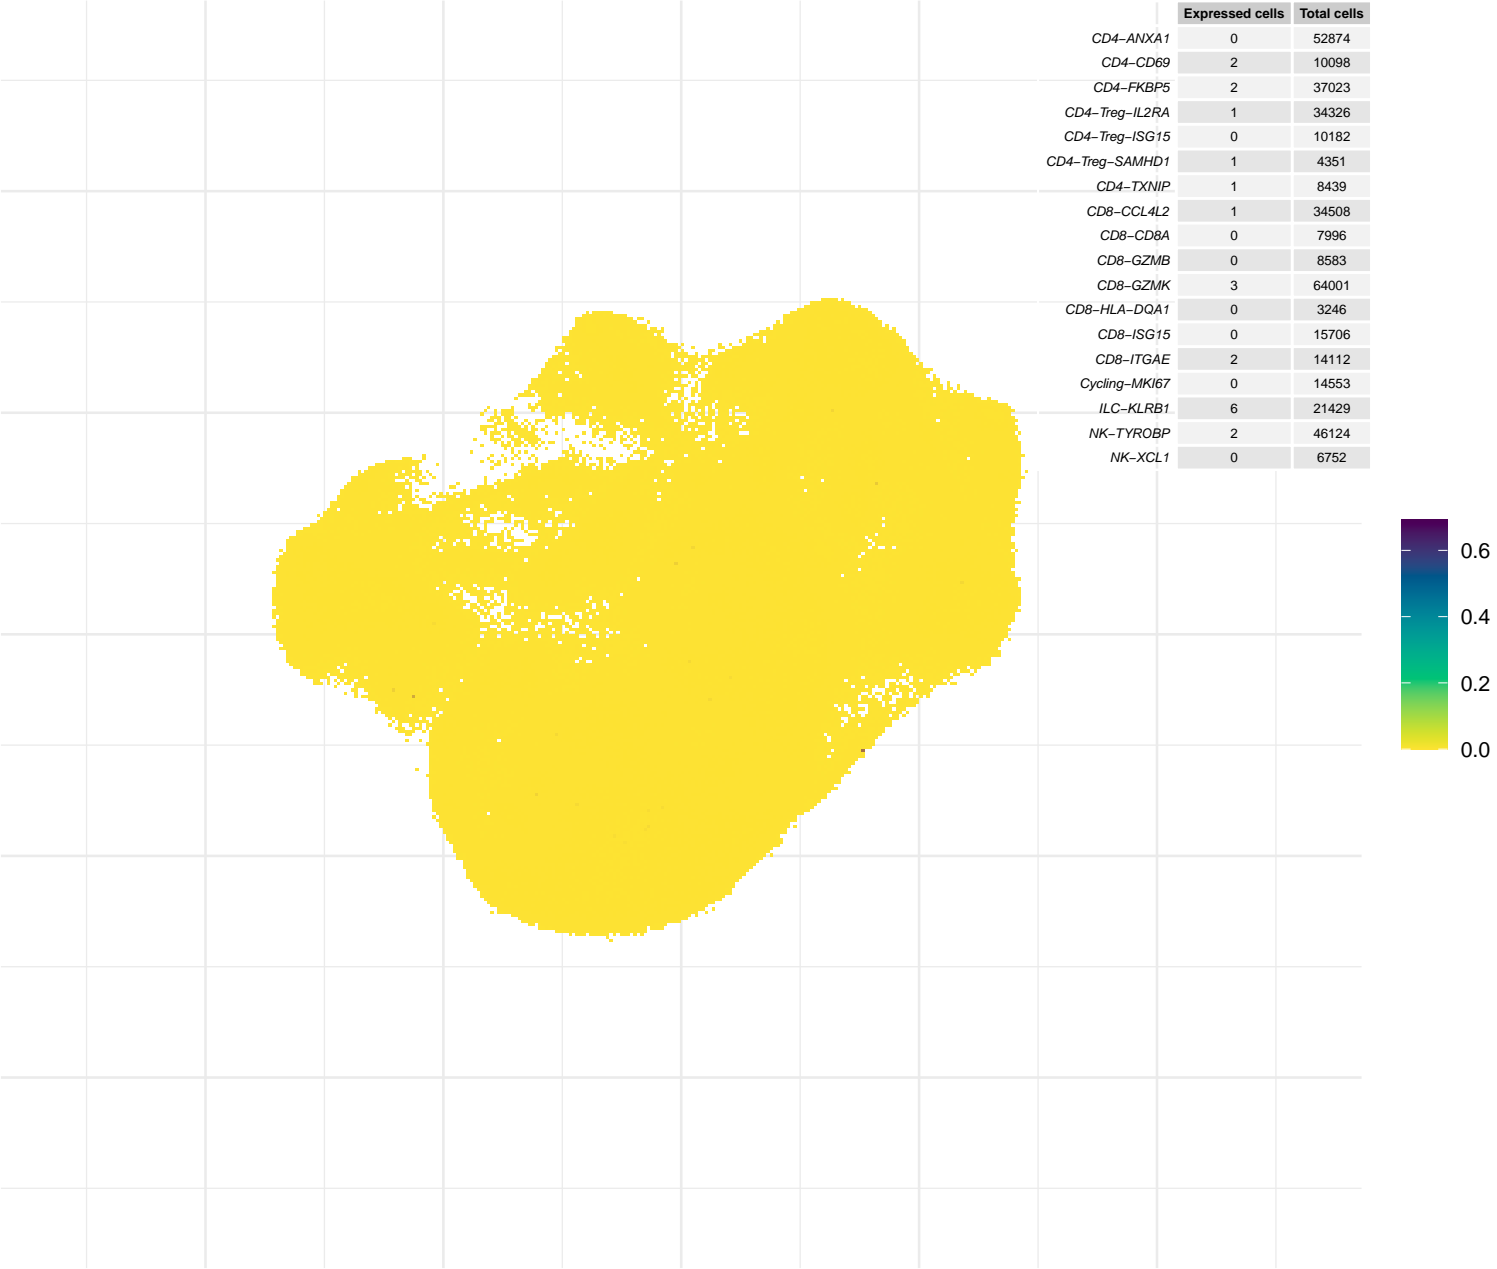 Expressed cells Total cells
CD4−ANXA1 0 52874
CD4−CD69 2 10098
CD4−FKBP5 2 37023
CD4−Treg−IL2RA 1 34326
CD4−Treg−ISG15 0 10182
CD4−Treg−SAMHD1 1 4351
CD4−TXNIP 1 8439
CD8−CCL4L2 1 34508
CD8−CD8A 0 7996
CD8−GZMB 0 8583
CD8−GZMK 3 64001
CD8−HLA−DQA1 0 3246
CD8−ISG15 0 15706
CD8−ITGAE 2 14112
Cycling−MKI67 0 14553
ILC−KLRB1 6 21429
NK−TYROBP 2 46124
NK−XCL1 0 6752
0.6
0.4
0.2
0.0